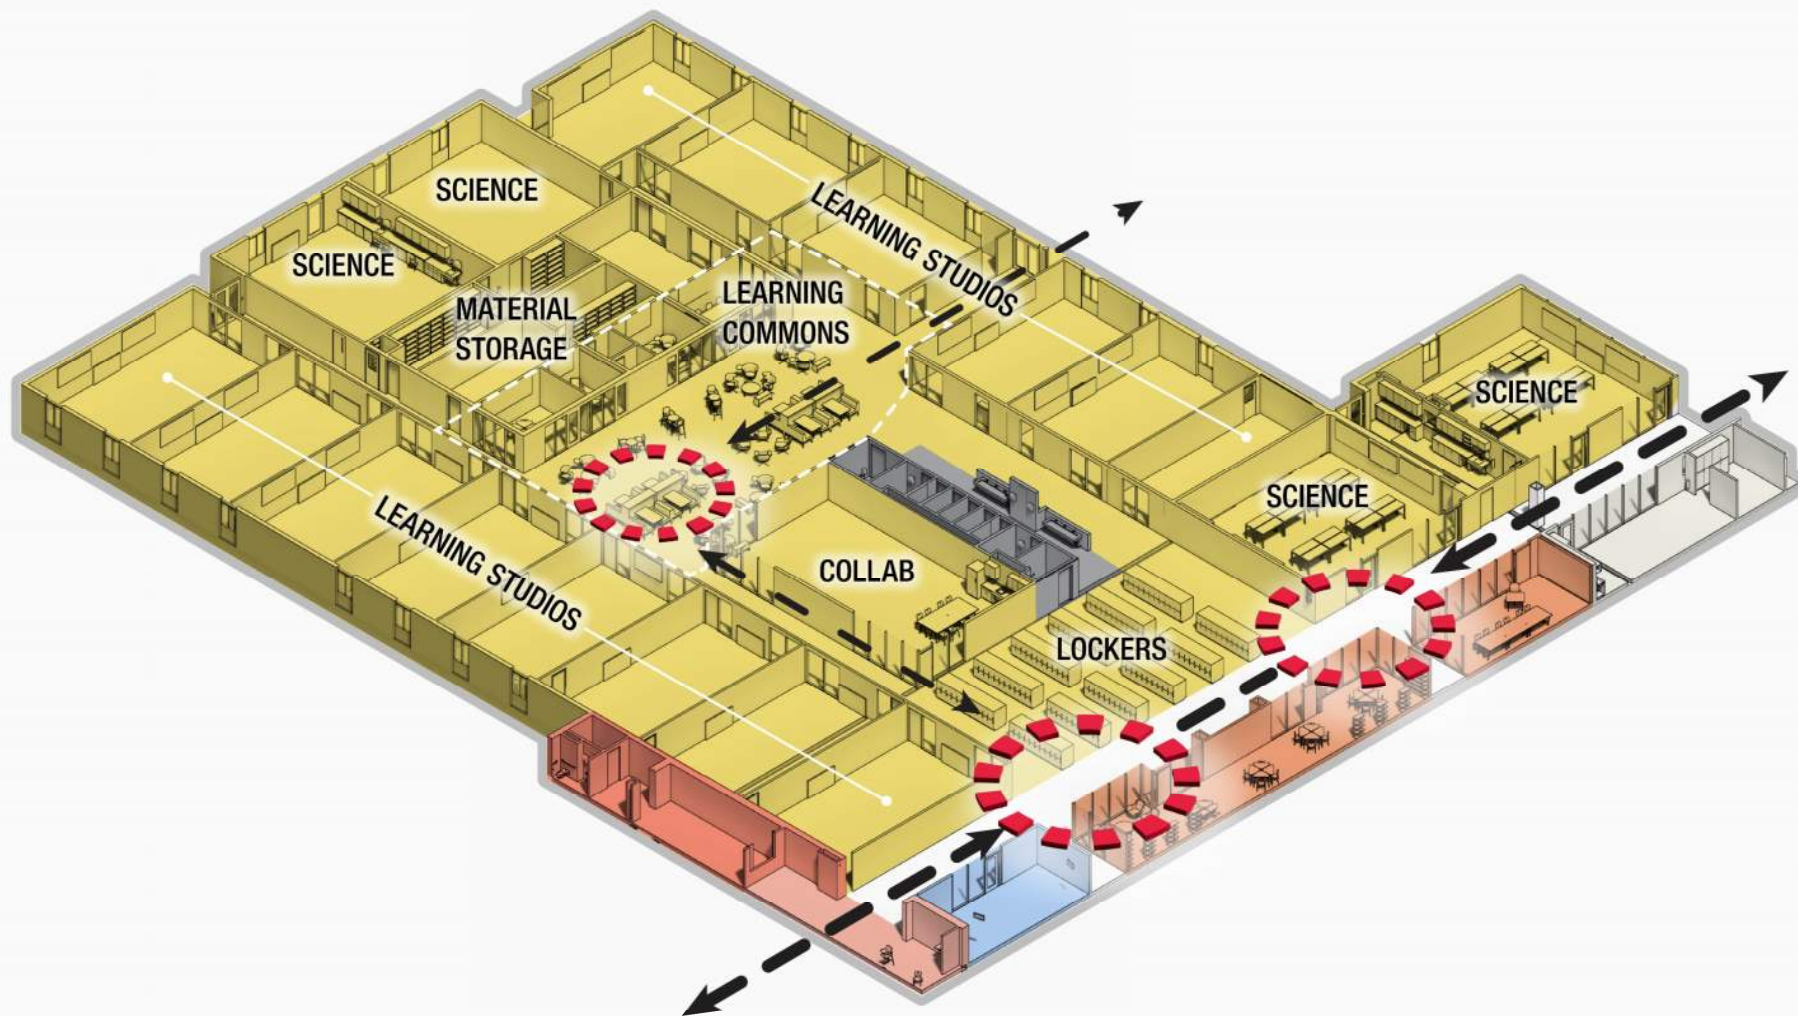 SCIENCE
LEARNING STUDIOS
SCIENCE
MATERIAL
STORAGE
LEARNING
COMMONS
SCIENCE
LEARNING STUDIOS
SCIENCE
COLLAB
LOCKERS